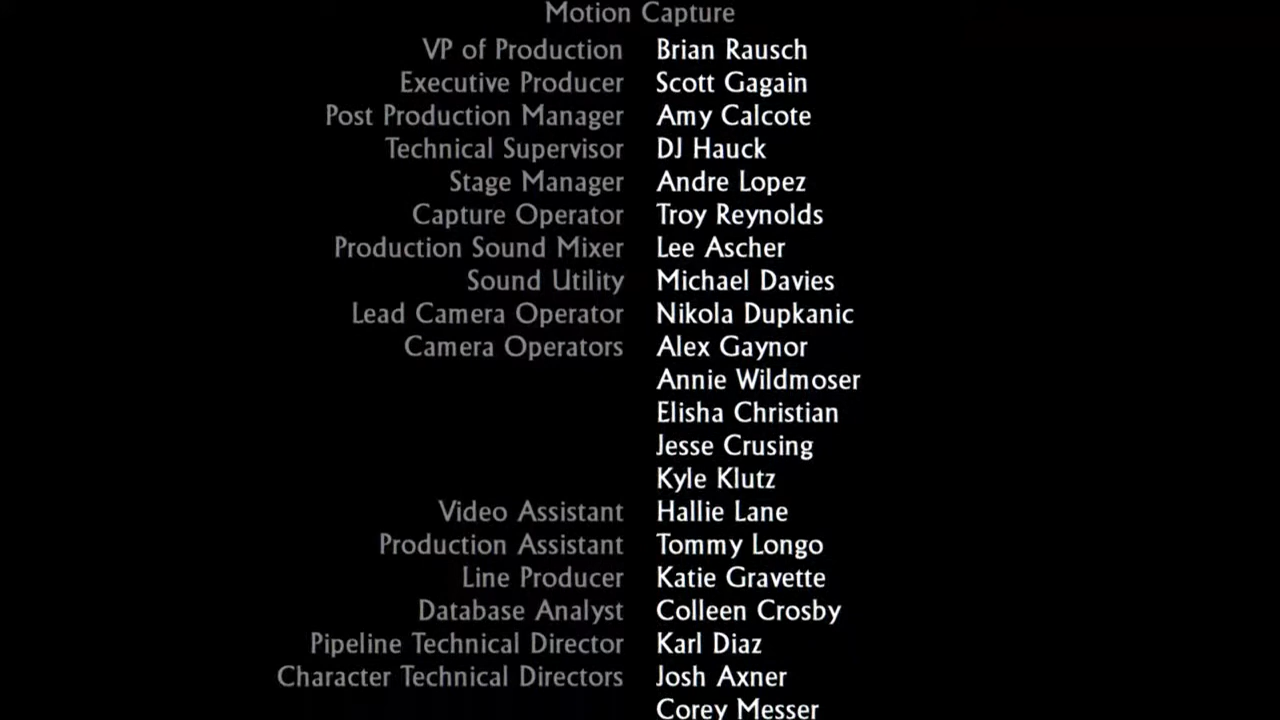 Motion Capture
VP of Production Brian Rausch
Executive Producer Scott Gagain
Post Production Manager Amy Calcote
Technical Supervisor DJ Hauck
Stage Manager Andre Lopez
Capture Operator Troy Reynolds
Production Sound Mixer Lee Ascher
Sound Utility Michael Davies
Lead Camera Operator Nikola Dupkanic
Camera Operators Alex Gaynor
Annie Wildmoser
Elisha Christian
Jesse Crusing
Kyle Klutz
Video Assistant Hallie Lane
Production Assistant Tommy Longo
Line Producer Katie Gravette
Database Analyst Colleen Crosby
Pipeline Technical Director Karl Diaz
Character Technical Directors Josh Axner
Corey Messer